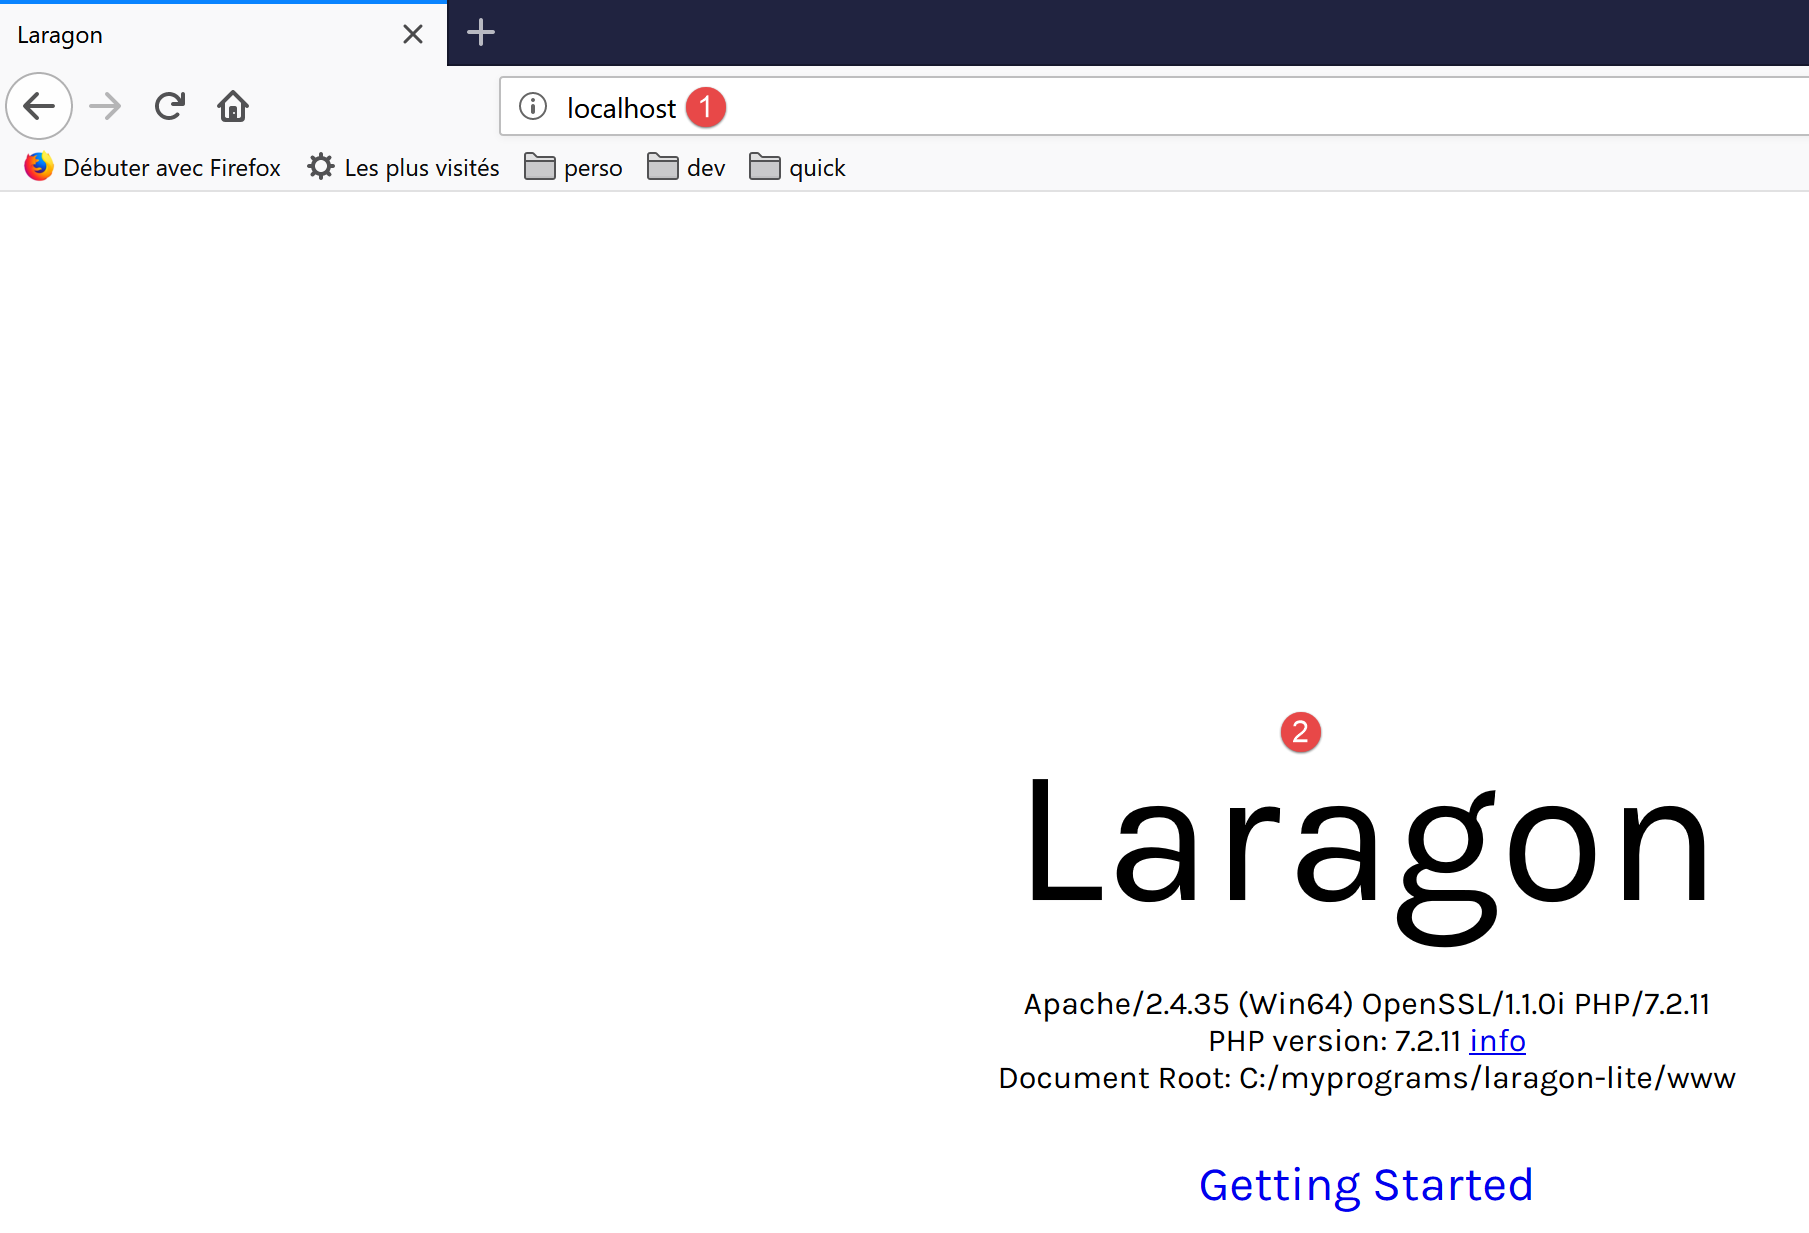 Laragon
localhost 1
Débuter avec Firefox Les plus visités perso dev quick
2
Laragon
Apache/2.4.35 (Win64) OpenSSL/1.1.0i PHP/7.2.11
PHP version: 7.2.11 info
Document Root: C:/myprograms/laragon-lite/www
Getting Started